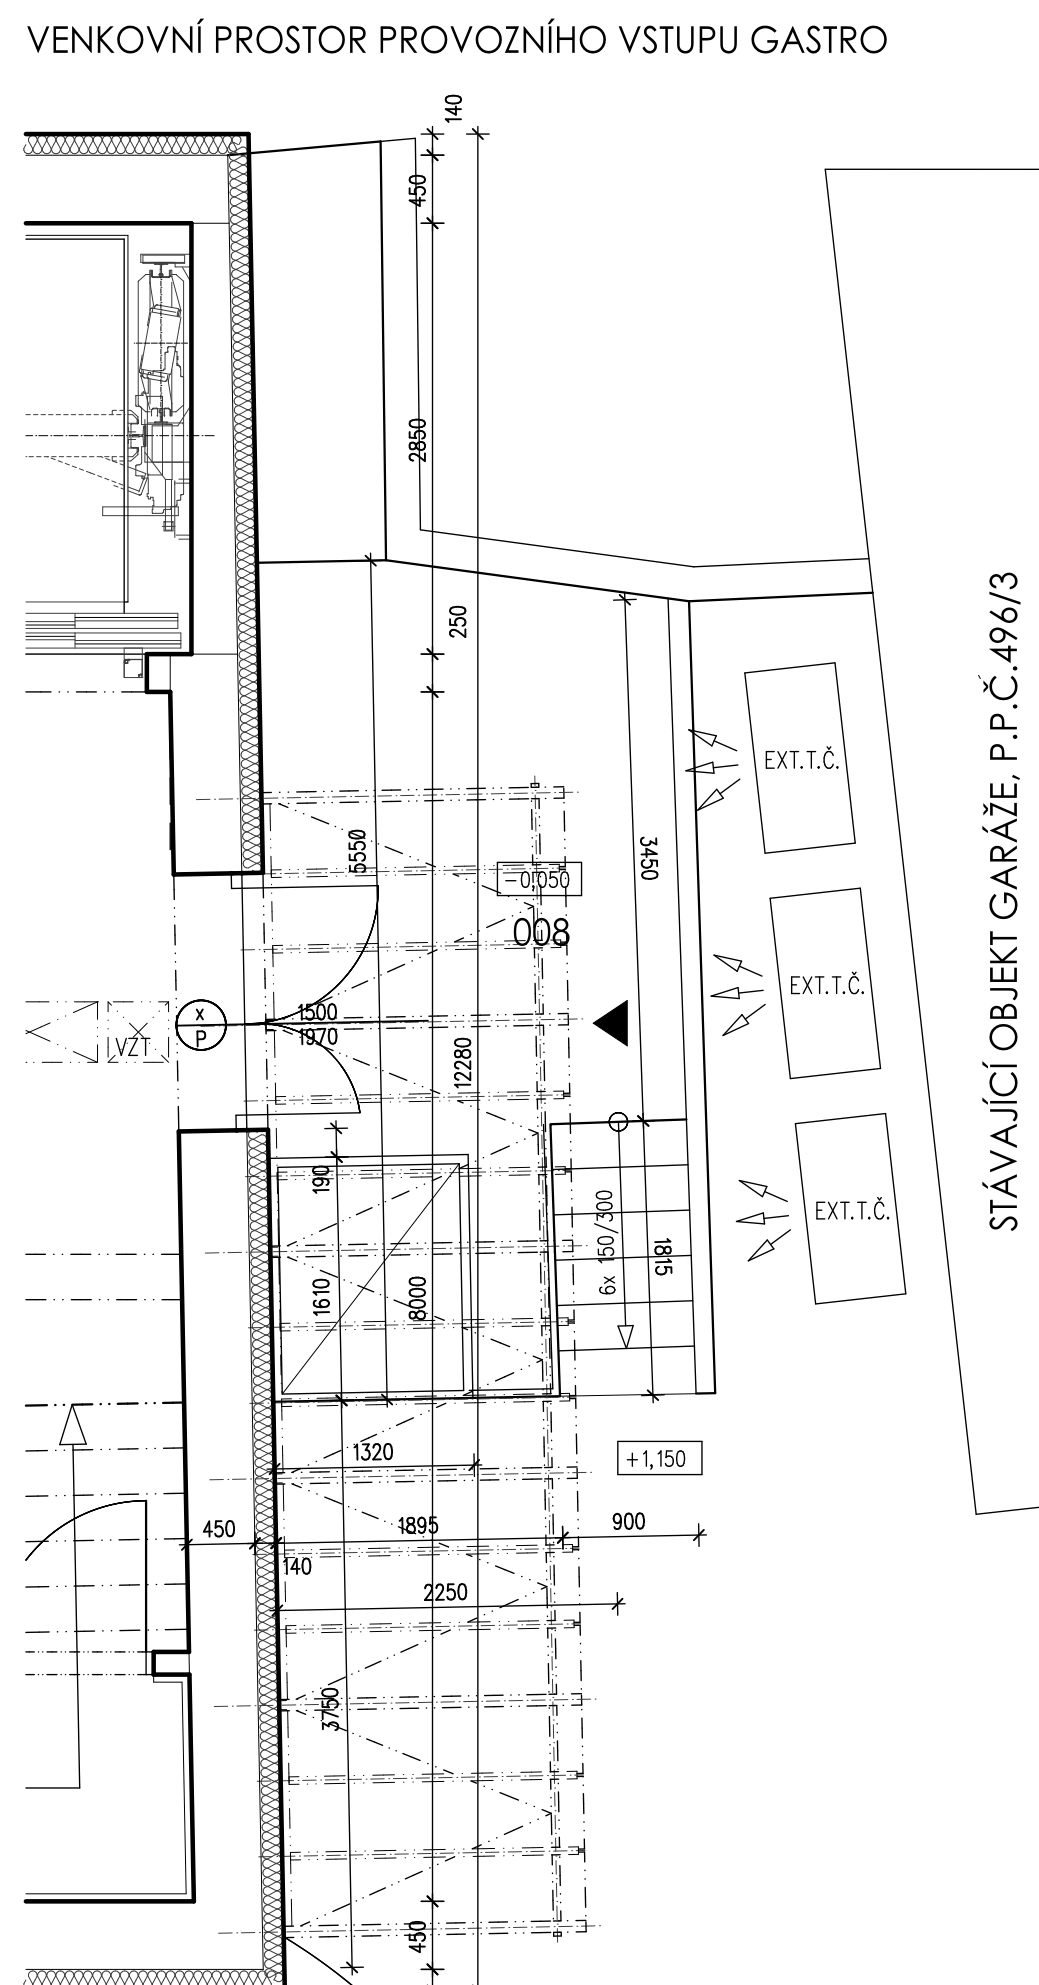 VENKOVNÍ PROSTOR PROVOZNÍHO VSTUPU GASTRO
140
450
2850
250
5550
3450
-0,050
008
EXT.T.Č.
EXT.T.Č.
EXT.T.Č.
STÁVAJÍCÍ OBJEKT GARÁŽE, P.P.Č.496/3
x
P
VZT
1500
1970
12280
190
1610
8000
6x 150/300
1815
1320
+1,150
450
1895
900
140
2250
3750
450